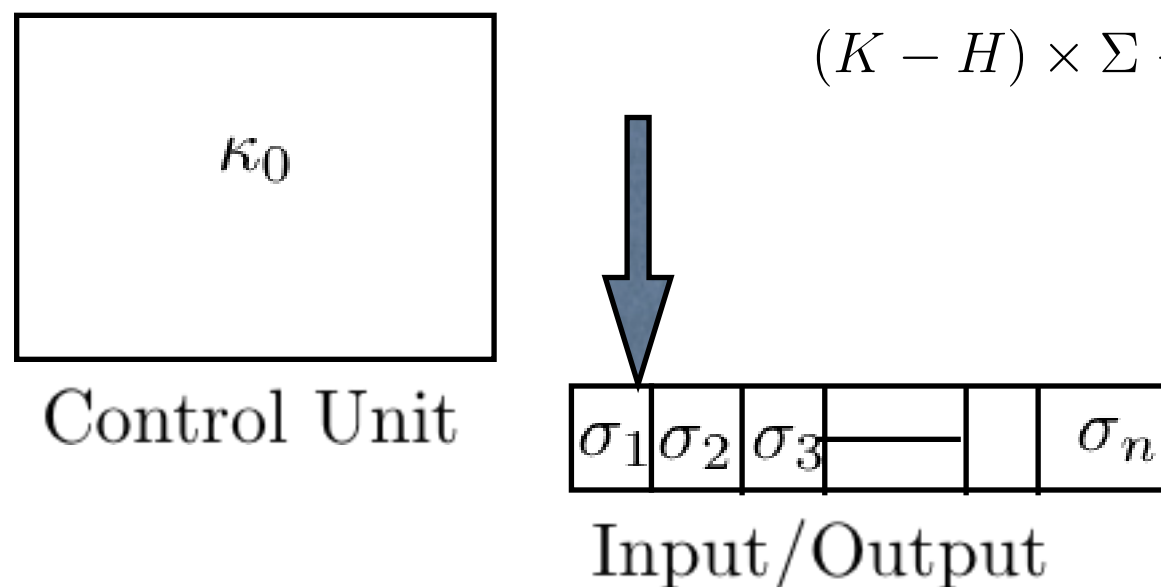 (K − H) × Σ
κ0
Control Unit
σ1 σ2 σ3 σn
Input/Output